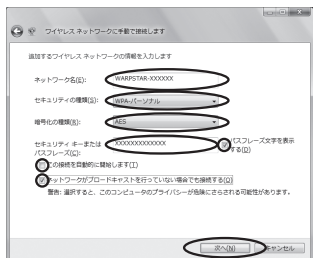 ワイヤレス ネットワークに手動で接続します
追加するワイヤレス ネットワークの情報を入力します
ネットワーク名(E): WARPSTAR-XXXXXX
セキュリティの種類(S): WPA-パーソナル
暗号化の種類(R): AES
セキュリティ キーまたは XXXXXXXXXXXXX パスフレーズ文字を表示
パスフレーズ(C): する(D)
この接続を自動的に開始します(T)
ネットワークがブロードキャストを行っていない場合でも接続する(O)
警告: 選択すると、このコンピュータのプライバシーが危険にさらされる可能性があります。
次へ(N) キャンセル